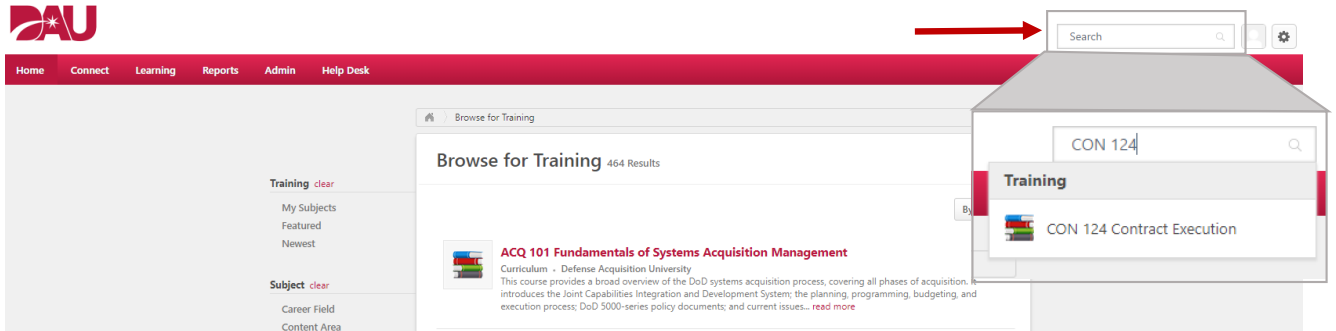 DAU
Search
Home Connect Learning Reports Admin Help Desk
Browse for Training
CON 124
Browse for Training 464 Results
Training
Training clear
My Subjects
By
CON 124 Contract Execution
Featured
Newest
ACQ 101 Fundamentals of Systems Acquisition Management
Curriculum • Defense Acquisition University
This course provides a broad overview of the DoD systems acquisition process, covering all phases of acquisition. It
introduces the Joint Capabilities Integration and Development System; the planning, programming, budgeting, and
execution process; DoD 5000-series policy documents; and current issues... read more
Subject clear
Career Field
Content Area